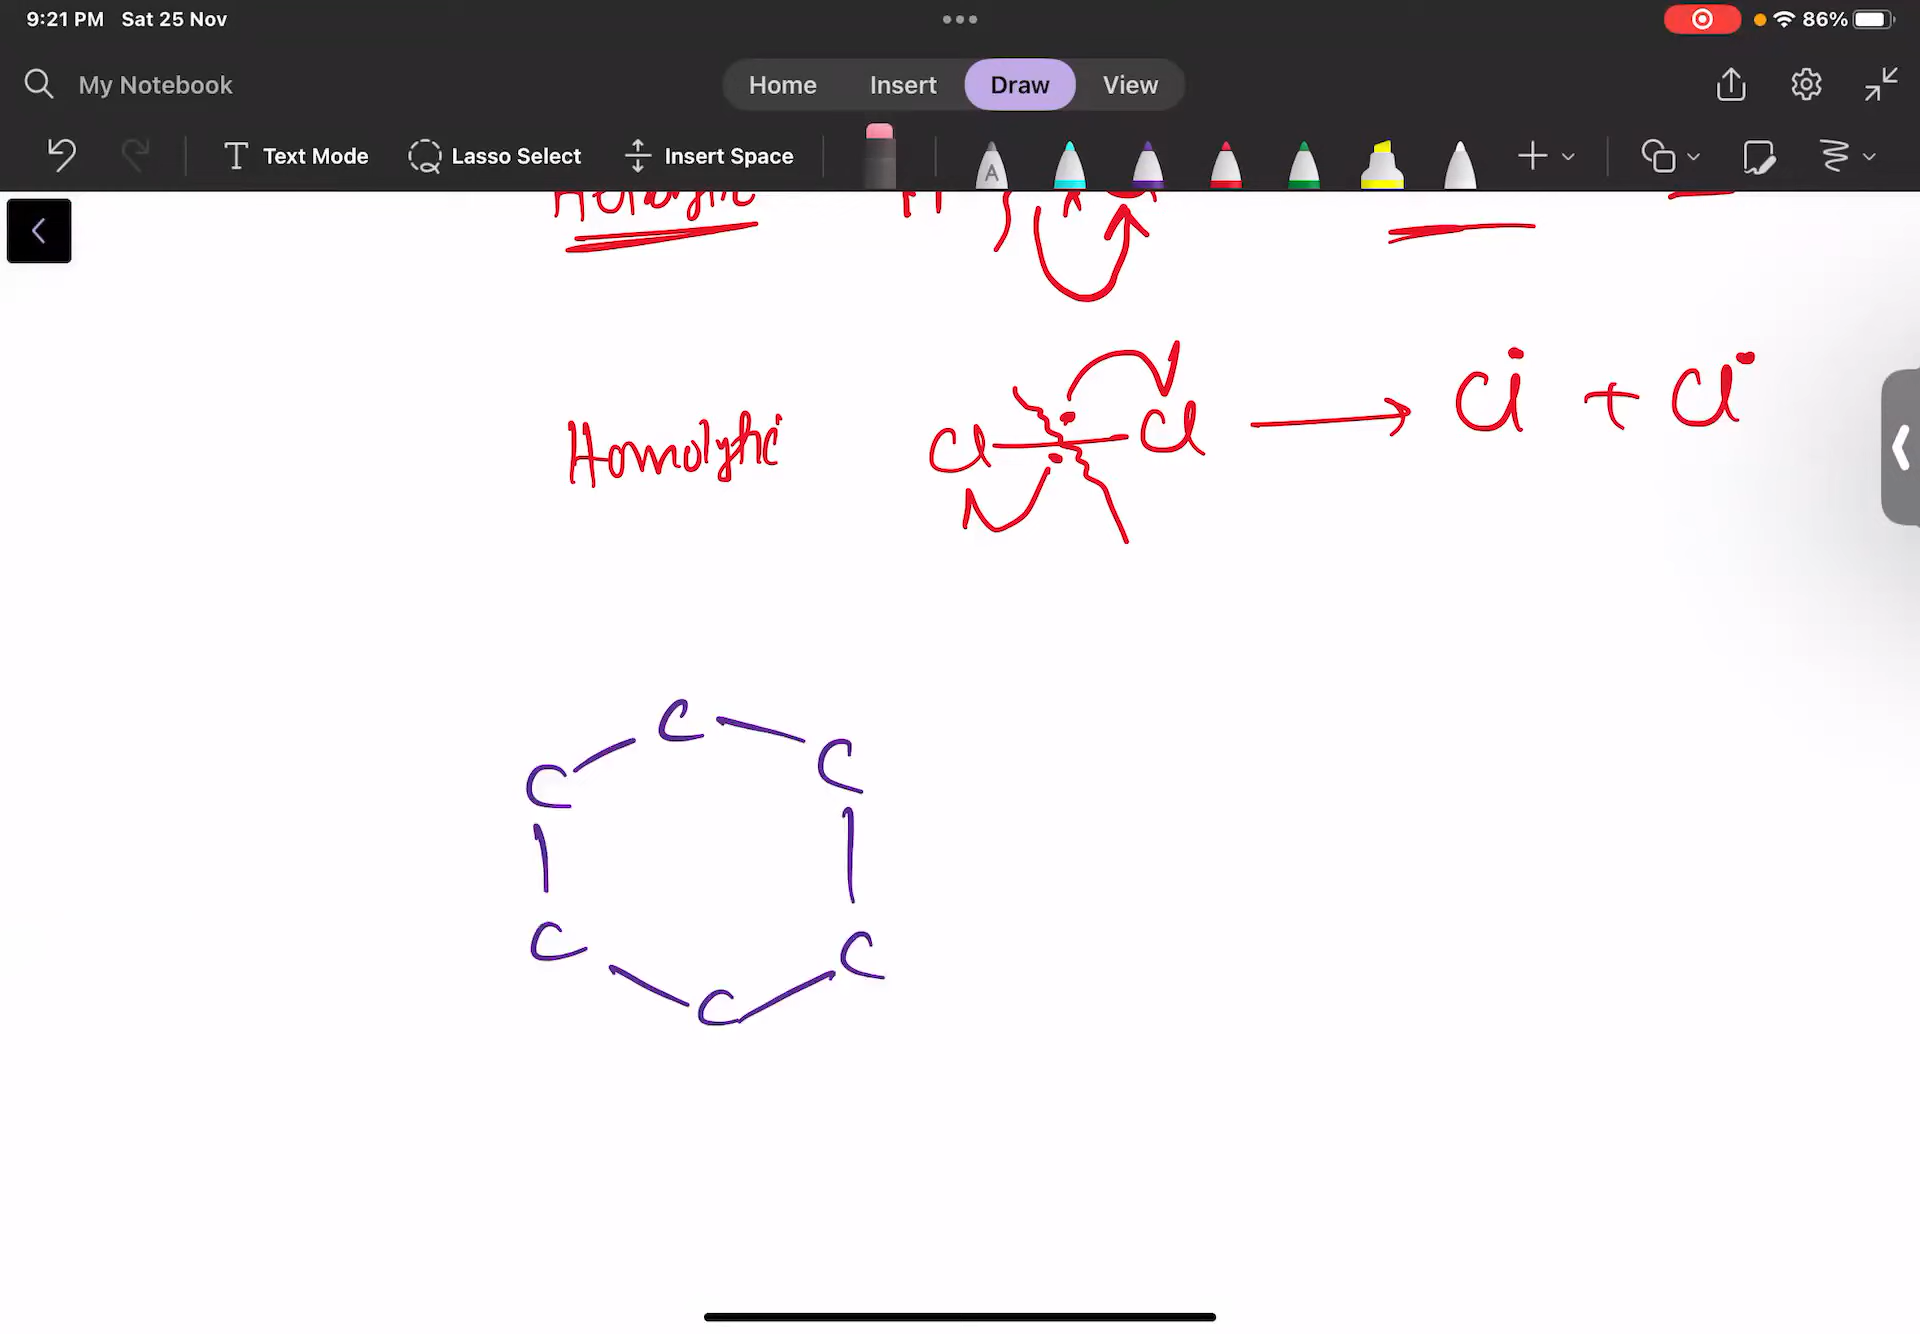 9:21 PM Sat 25 Nov
86%
My Notebook
Home Insert Draw View
Text Mode Lasso Select Insert Space
A
Homolytic Cl Cl → Cl + Cl
C
C
C
C
C
C